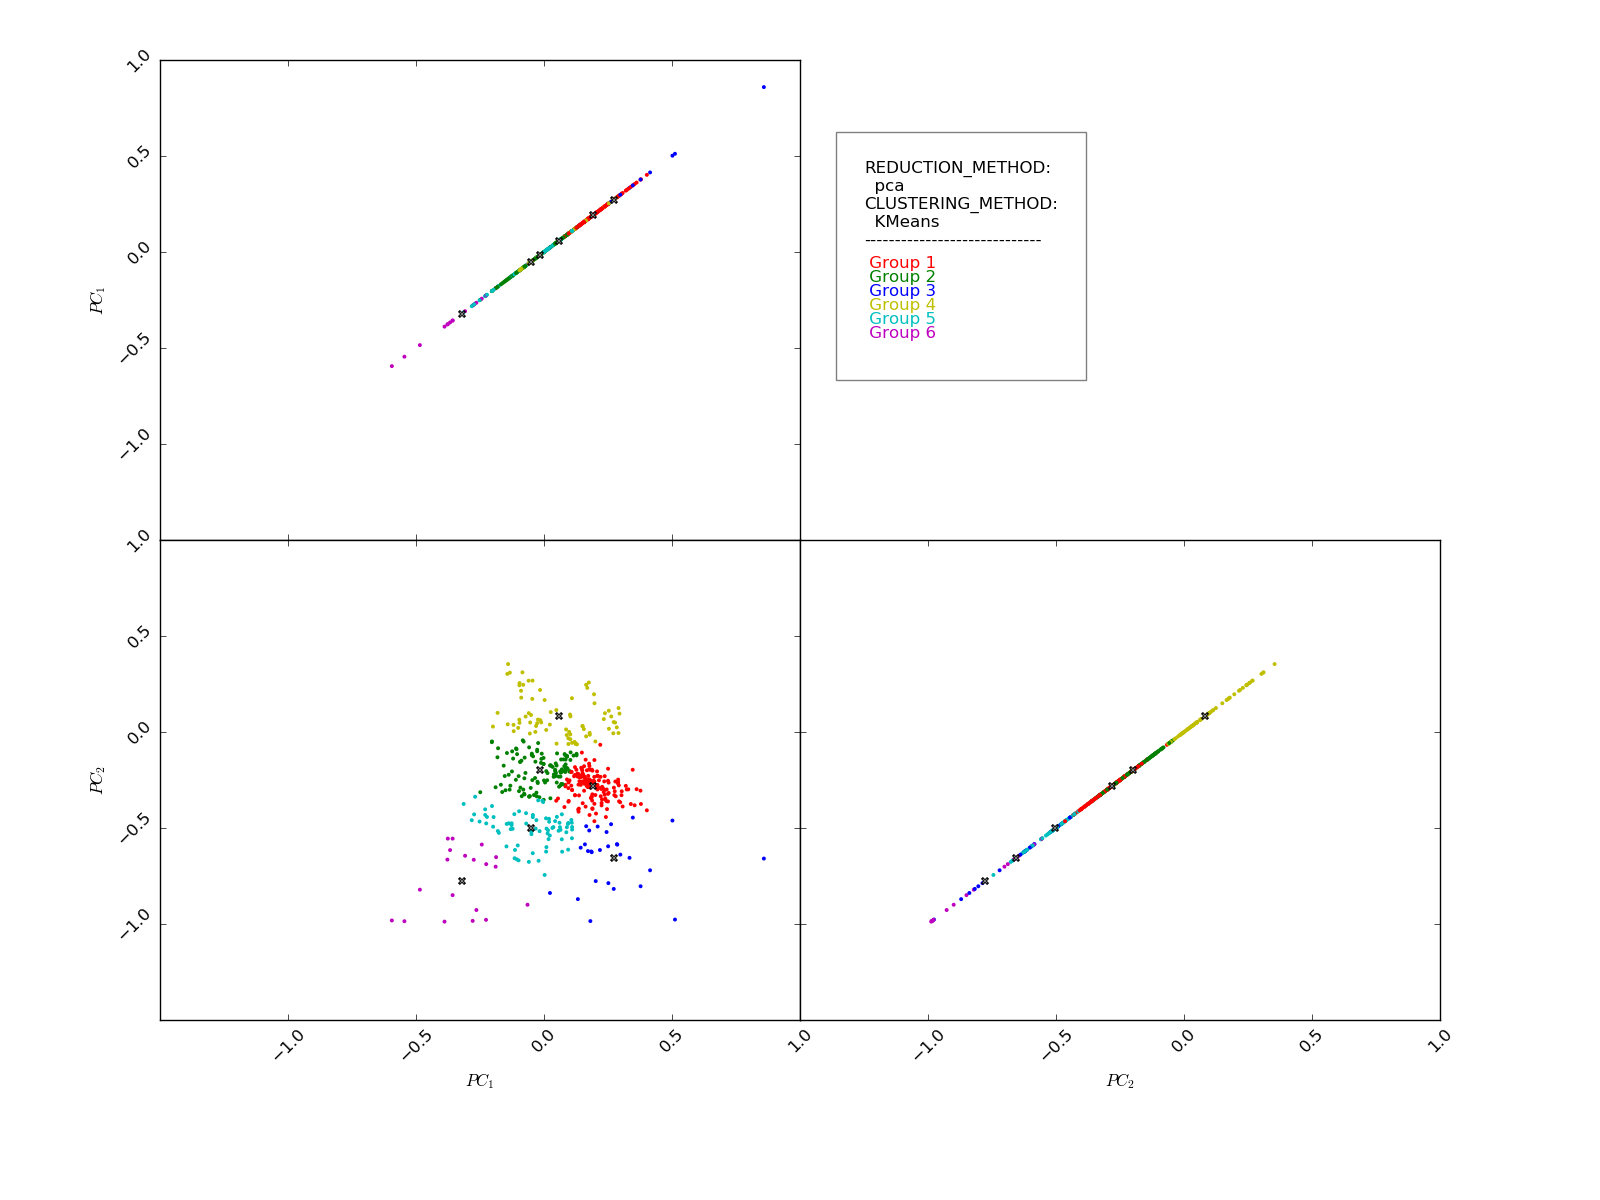 1.0
0.5
0.0
−0.5
−1.0
PC1
REDUCTION_METHOD:
pca
CLUSTERING_METHOD:
KMeans
------------------------------
Group 1
Group 2
Group 3
Group 4
Group 5
Group 6
1.0
0.5
0.0
−0.5
−1.0
PC2
−1.0 −0.5 0.0 0.5 1.0 −1.0 −0.5 0.0 0.5 1.0
PC1 PC2